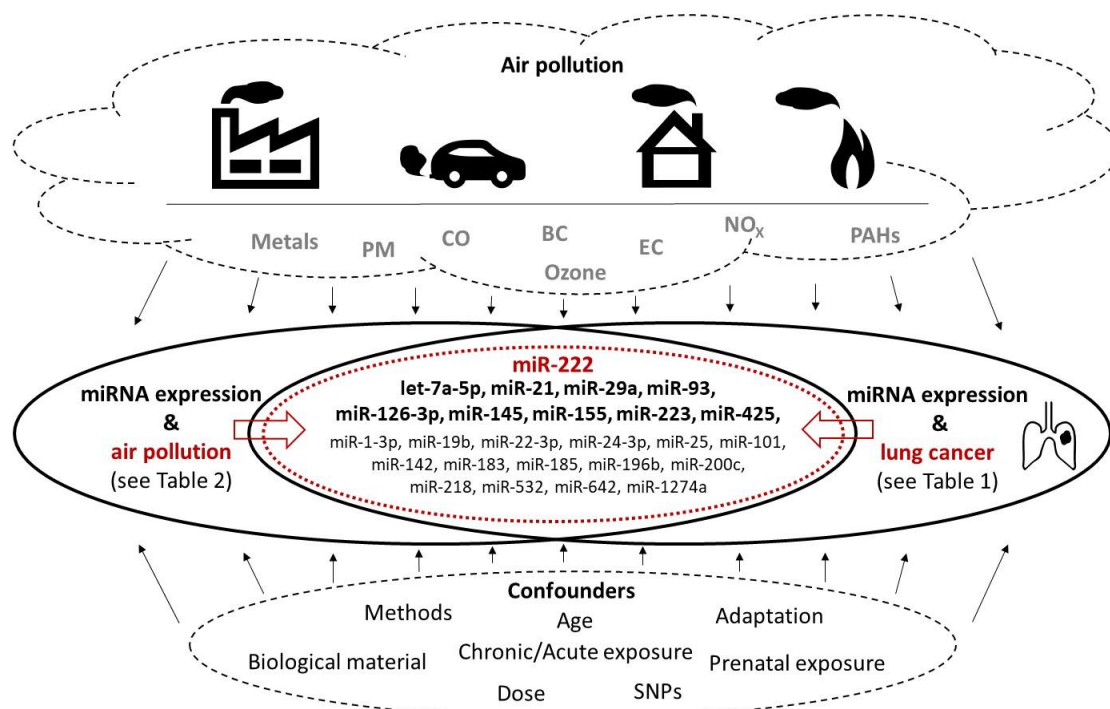 Air pollution
Metals
PM
CO
BC
Ozone
EC
NOX
PAHs
miRNA expression
&
air pollution
(see Table 2)
miR-222
let-7a-5p, miR-21, miR-29a, miR-93,
miR-126-3p, miR-145, miR-155, miR-223, miR-425,
miR-1-3p, miR-19b, miR-22-3p, miR-24-3p, miR-25, miR-101,
miR-142, miR-183, miR-185, miR-196b, miR-200c,
miR-218, miR-532, miR-642, miR-1274a
miRNA expression
&
lung cancer
(see Table 1)
Confounders
Methods
Age
Adaptation
Biological material
Chronic/Acute exposure
Prenatal exposure
Dose
SNPs